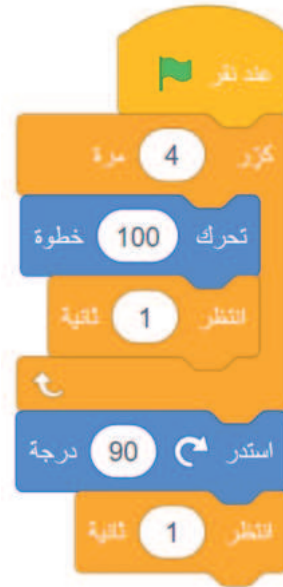 عند نقر
كرّر 4 مرة
تحرك 100 خطوة
انتظر 1 ثانية
استدر 90 درجة
انتظر 1 ثانية